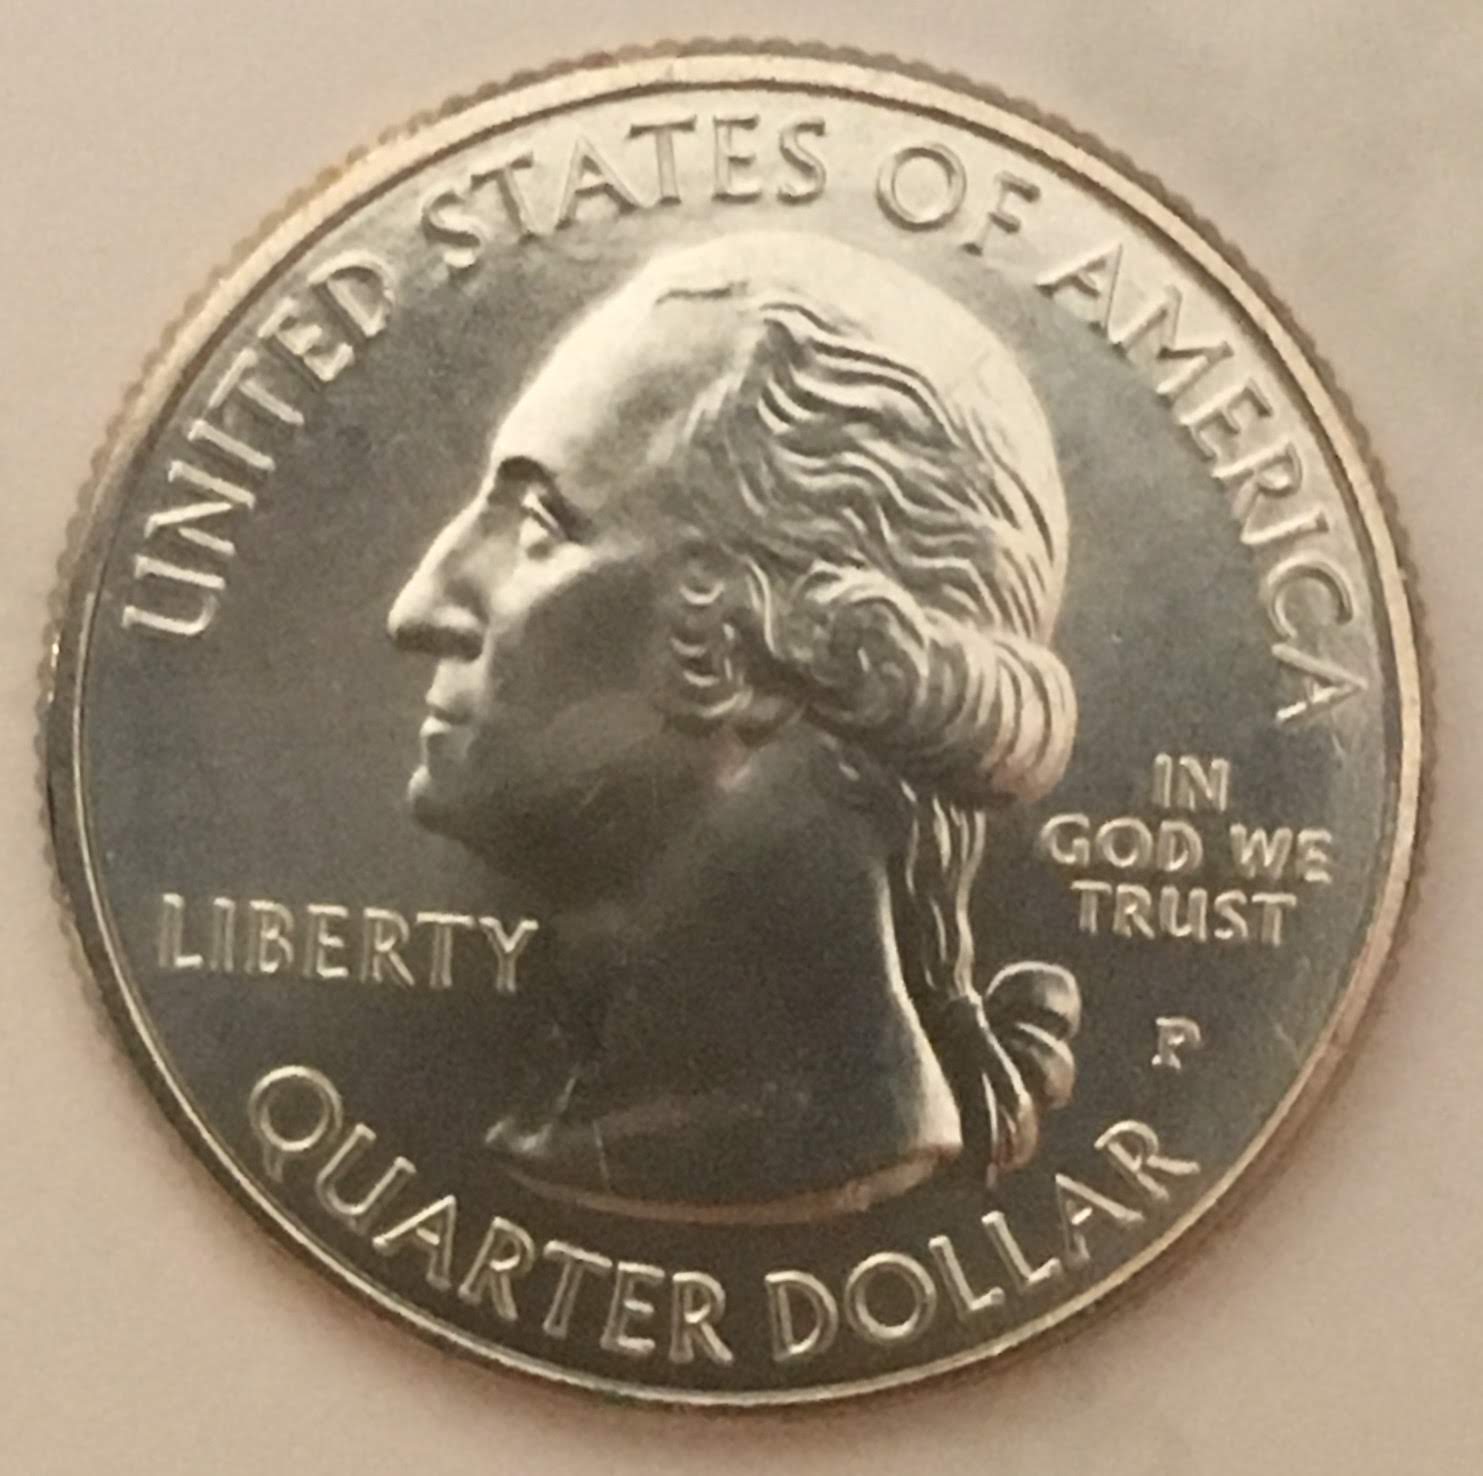 UNITED STATES OF AMERICA
LIBERTY
IN
GOD WE
TRUST
P
QUARTER DOLLAR